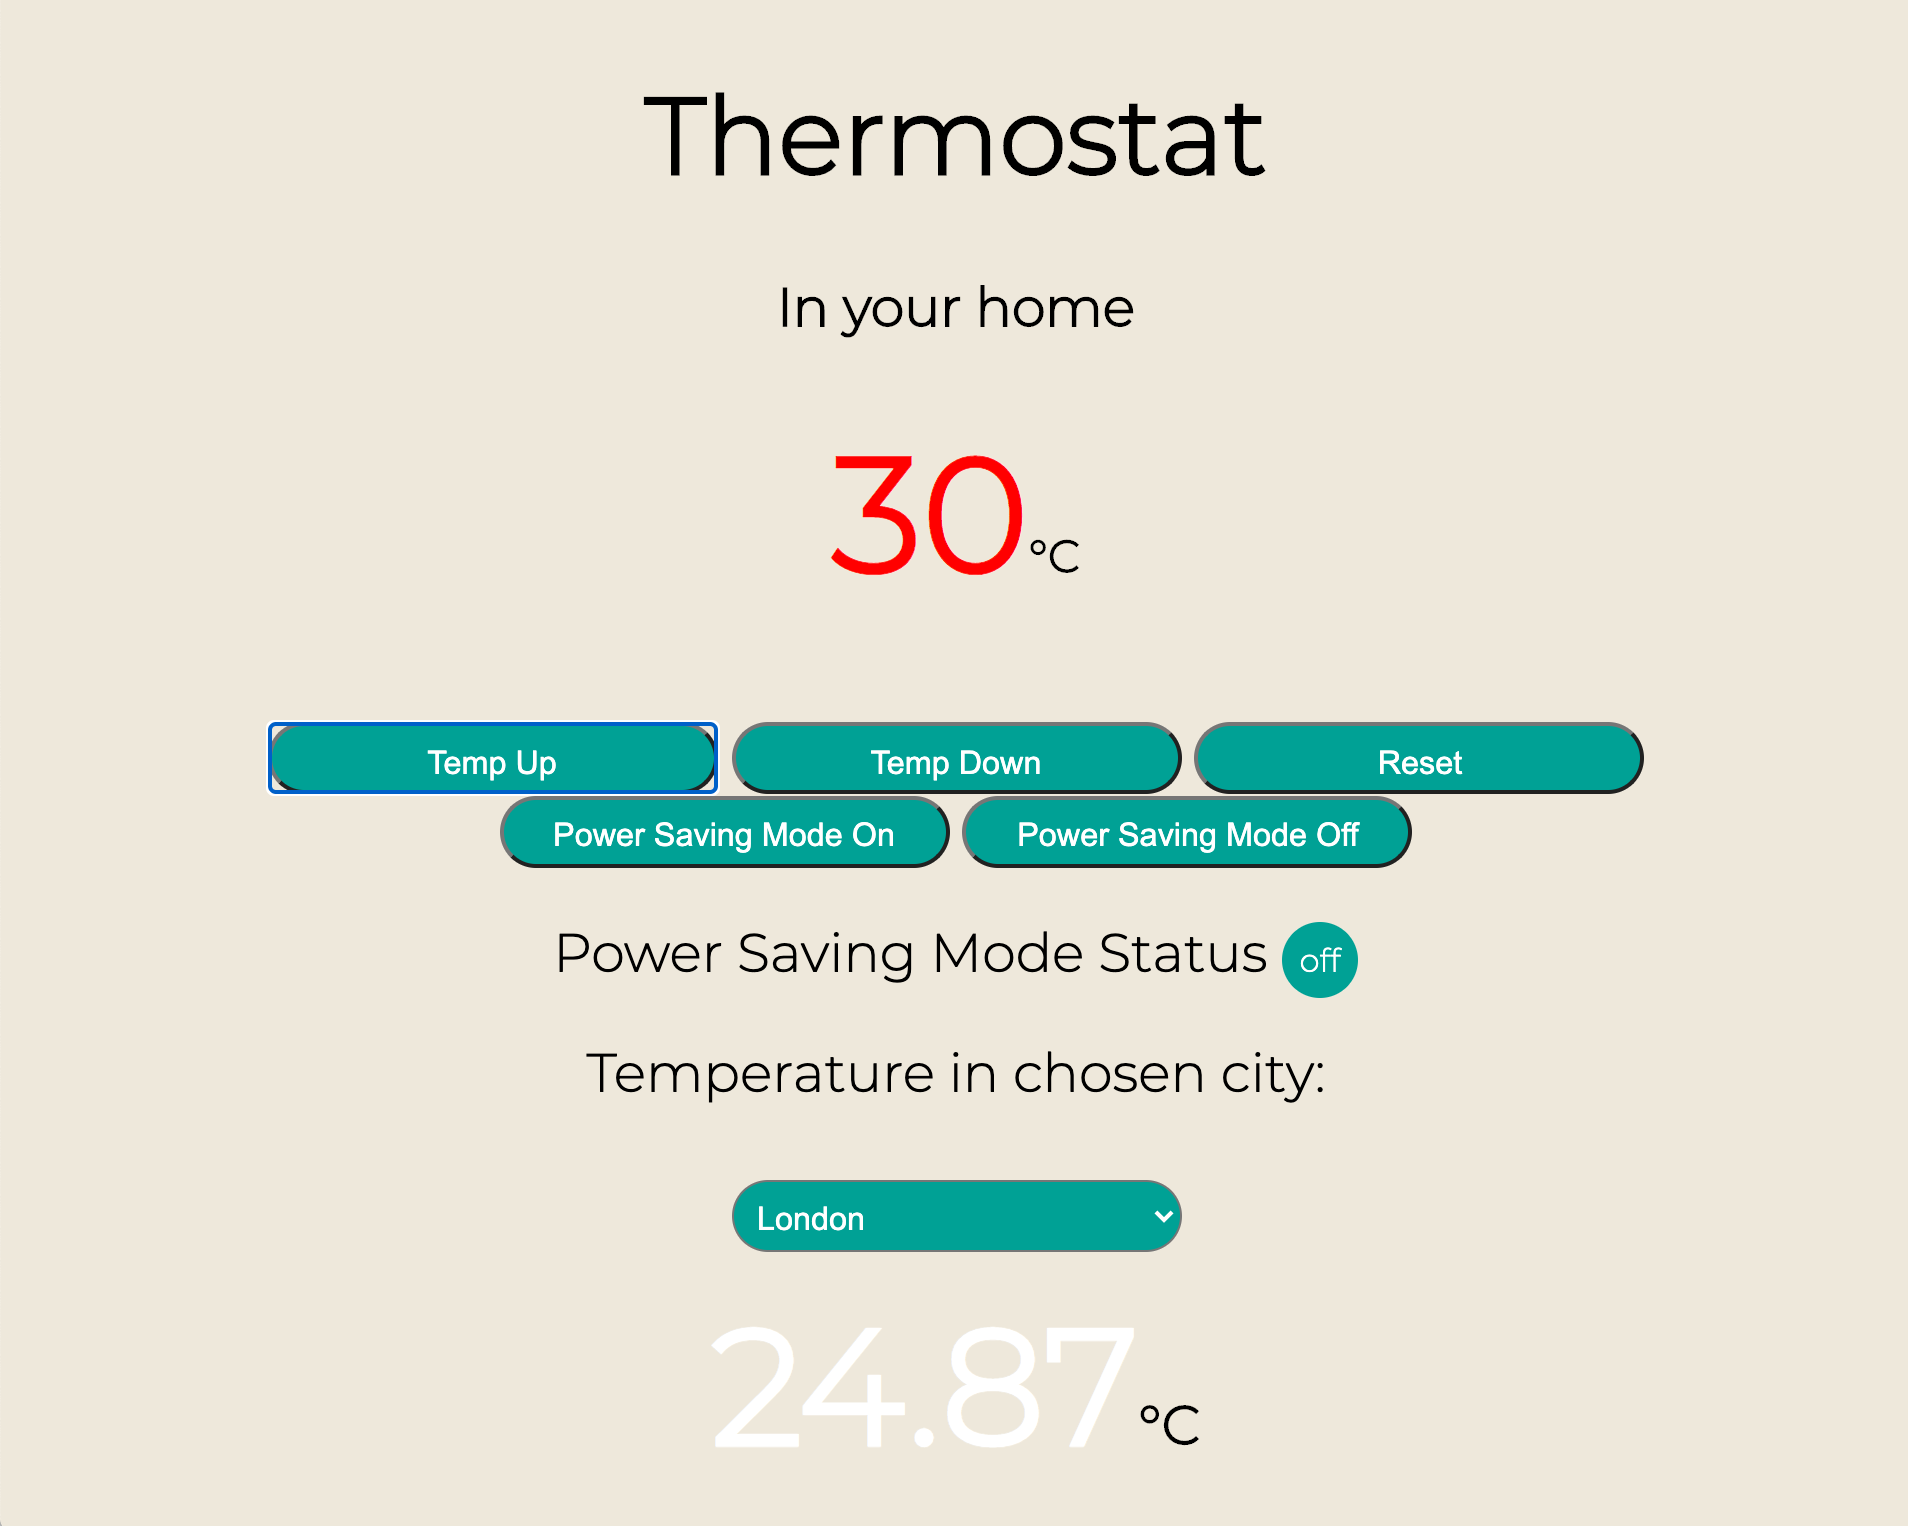 Thermostat
In your home
30°C
Temp Up Temp Down Reset
Power Saving Mode On Power Saving Mode Off
Power Saving Mode Status off
Temperature in chosen city:
London
24.87°C